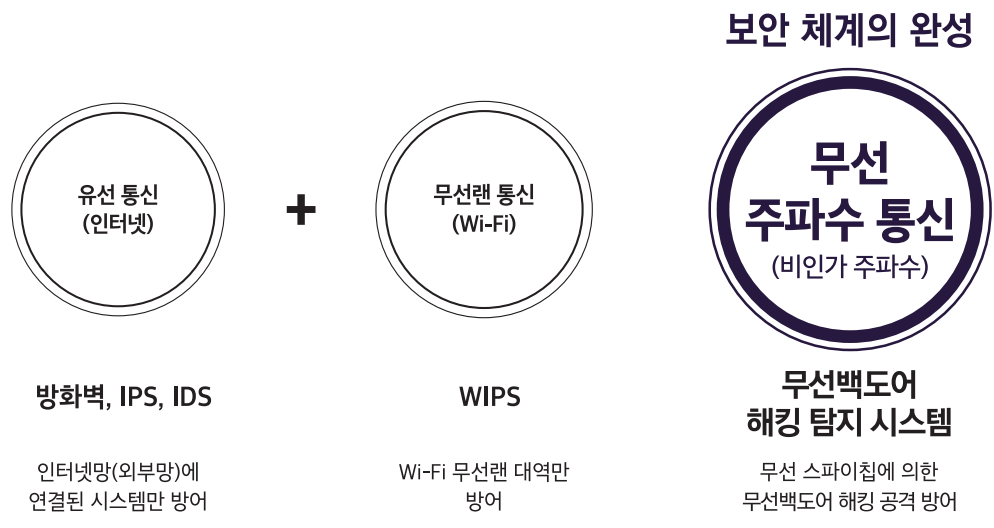 보안 체계의 완성
유선 통신
(인터넷)
+
무선랜 통신
(Wi-Fi)
무선
주파수 통신
(비인가 주파수)
방화벽, IPS, IDS
WIPS
무선백도어
해킹 탐지 시스템
인터넷망(외부망)에
연결된 시스템만 방어
Wi-Fi 무선랜 대역만
방어
무선 스파이칩에 의한
무선백도어 해킹 공격 방어